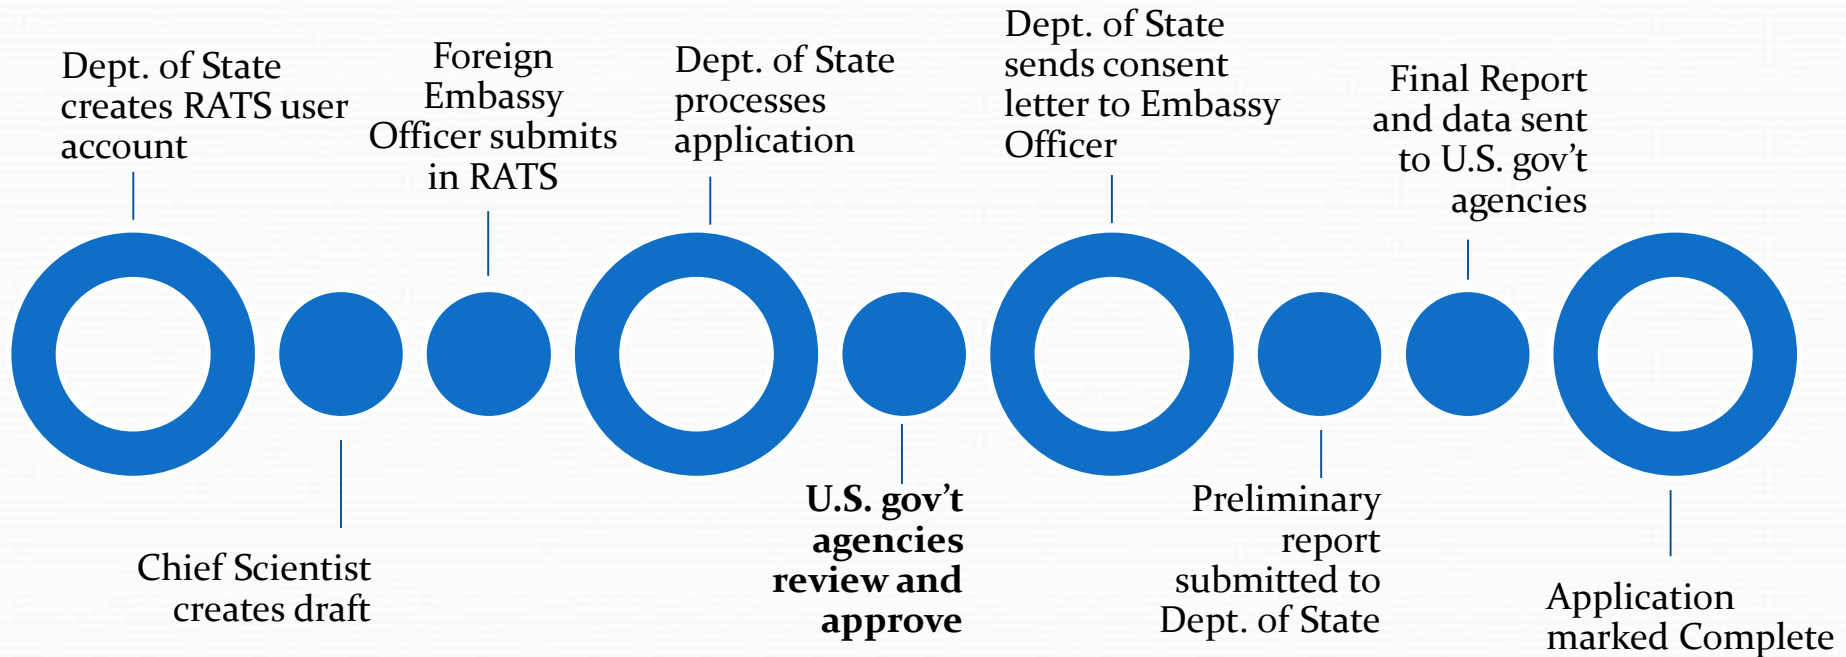 Dept. of State
creates RATS user
account
Chief Scientist
creates draft
Foreign
Embassy
Officer submits
in RATS
Dept. of State
processes
application
U.S. gov’t
agencies
review and
approve
Dept. of State
sends consent
letter to Embassy
Officer
Preliminary
report
submitted to
Dept. of State
Final Report
and data sent
to U.S. gov’t
agencies
Application
marked Complete